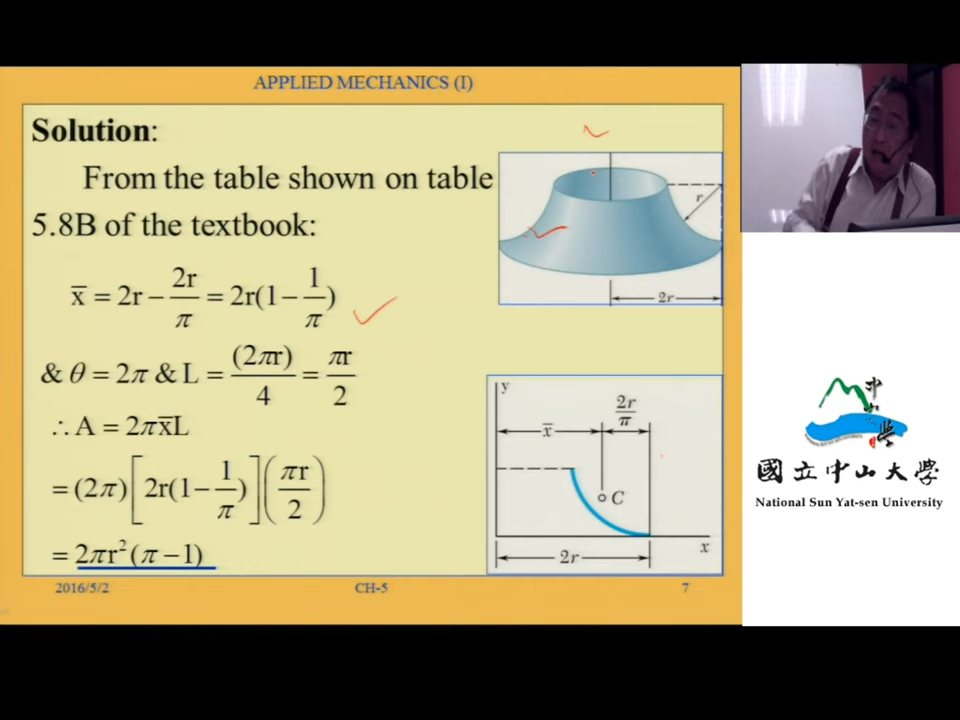 APPLIED MECHANICS (I)
Solution:
From the table shown on table
5.8B of the textbook:
x̄ = 2r − 2r/π = 2r(1 − 1/π)
& θ = 2π & L = (2πr)/4 = πr/2
∴ A = 2πx̄L
= (2π)[2r(1 − 1/π)](πr/2)
= 2πr²(π − 1)
r
2r
y
2r/π
x̄
C
2r
x
2016/5/2
CH-5
7
國立中山大學
National Sun Yat-sen University